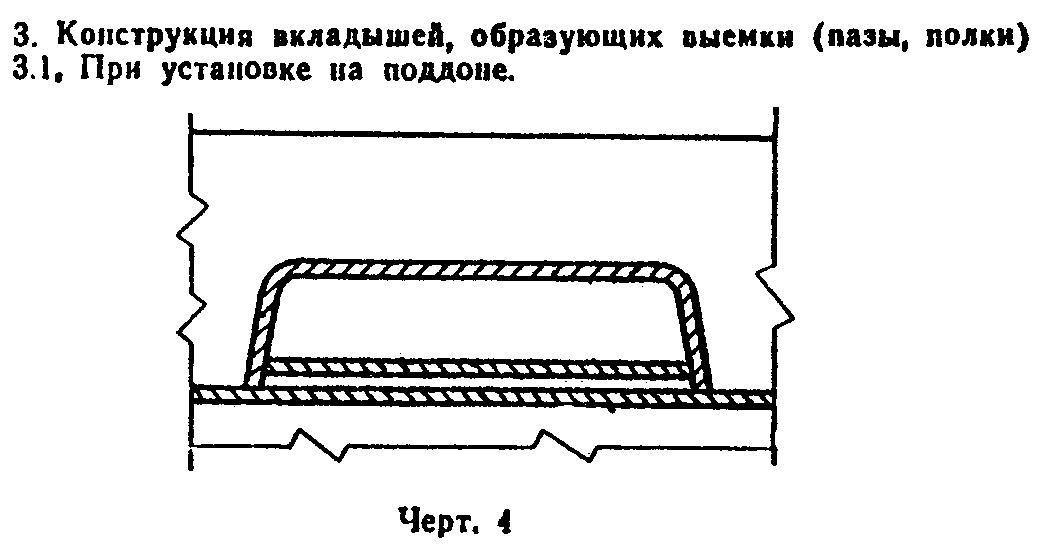 3. Конструкция вкладышей, образующих выемки (пазы, полки)
3.1. При установке на поддоне.
Черт. 4